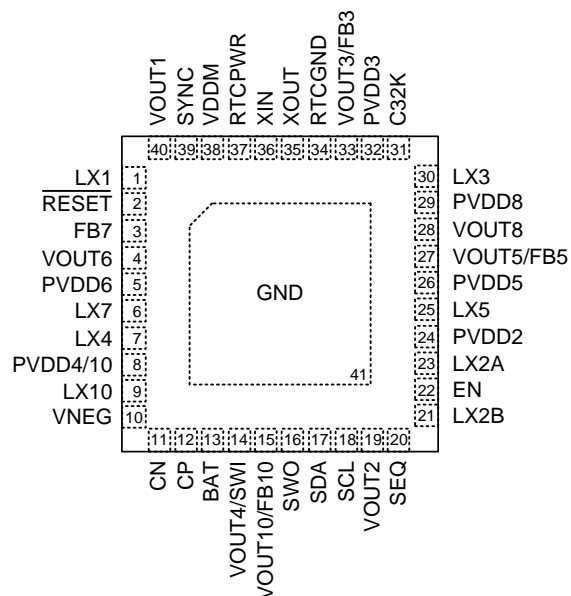 VOUT1
SYNC
VDDM
RTCPWR
XIN
XOUT
RTCGND
VOUT3/FB3
PVDD3
C32K
40 39 38 37 36 35 34 33 32 31
LX1 1
RESET 2
FB7 3
VOUT6 4
PVDD6 5
LX7 6
LX4 7
PVDD4/10 8
LX10 9
VNEG 10
GND
41
30 LX3
29 PVDD8
28 VOUT8
27 VOUT5/FB5
26 PVDD5
25 LX5
24 PVDD2
23 LX2A
22 EN
21 LX2B
11 12 13 14 15 16 17 18 19 20
CN
CP
BAT
VOUT4/SWI
VOUT10/FB10
SWO
SDA
SCL
VOUT2
SEQ